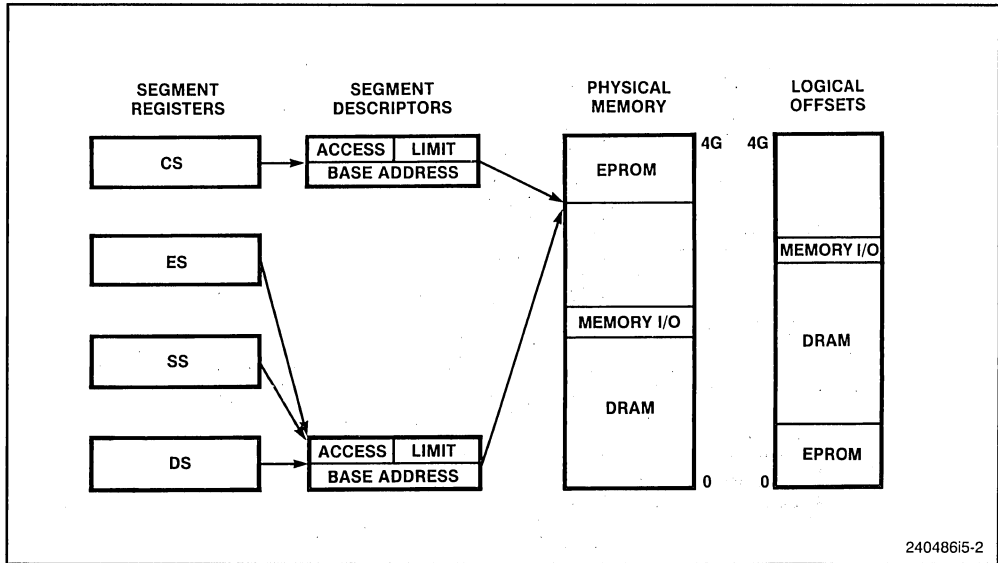 SEGMENT
REGISTERS
SEGMENT
DESCRIPTORS
PHYSICAL
MEMORY
LOGICAL
OFFSETS
CS
ES
SS
DS
ACCESS LIMIT
BASE ADDRESS
ACCESS LIMIT
BASE ADDRESS
4G
EPROM
MEMORY I/O
DRAM
0
4G
MEMORY I/O
DRAM
EPROM
0
240486i5-2